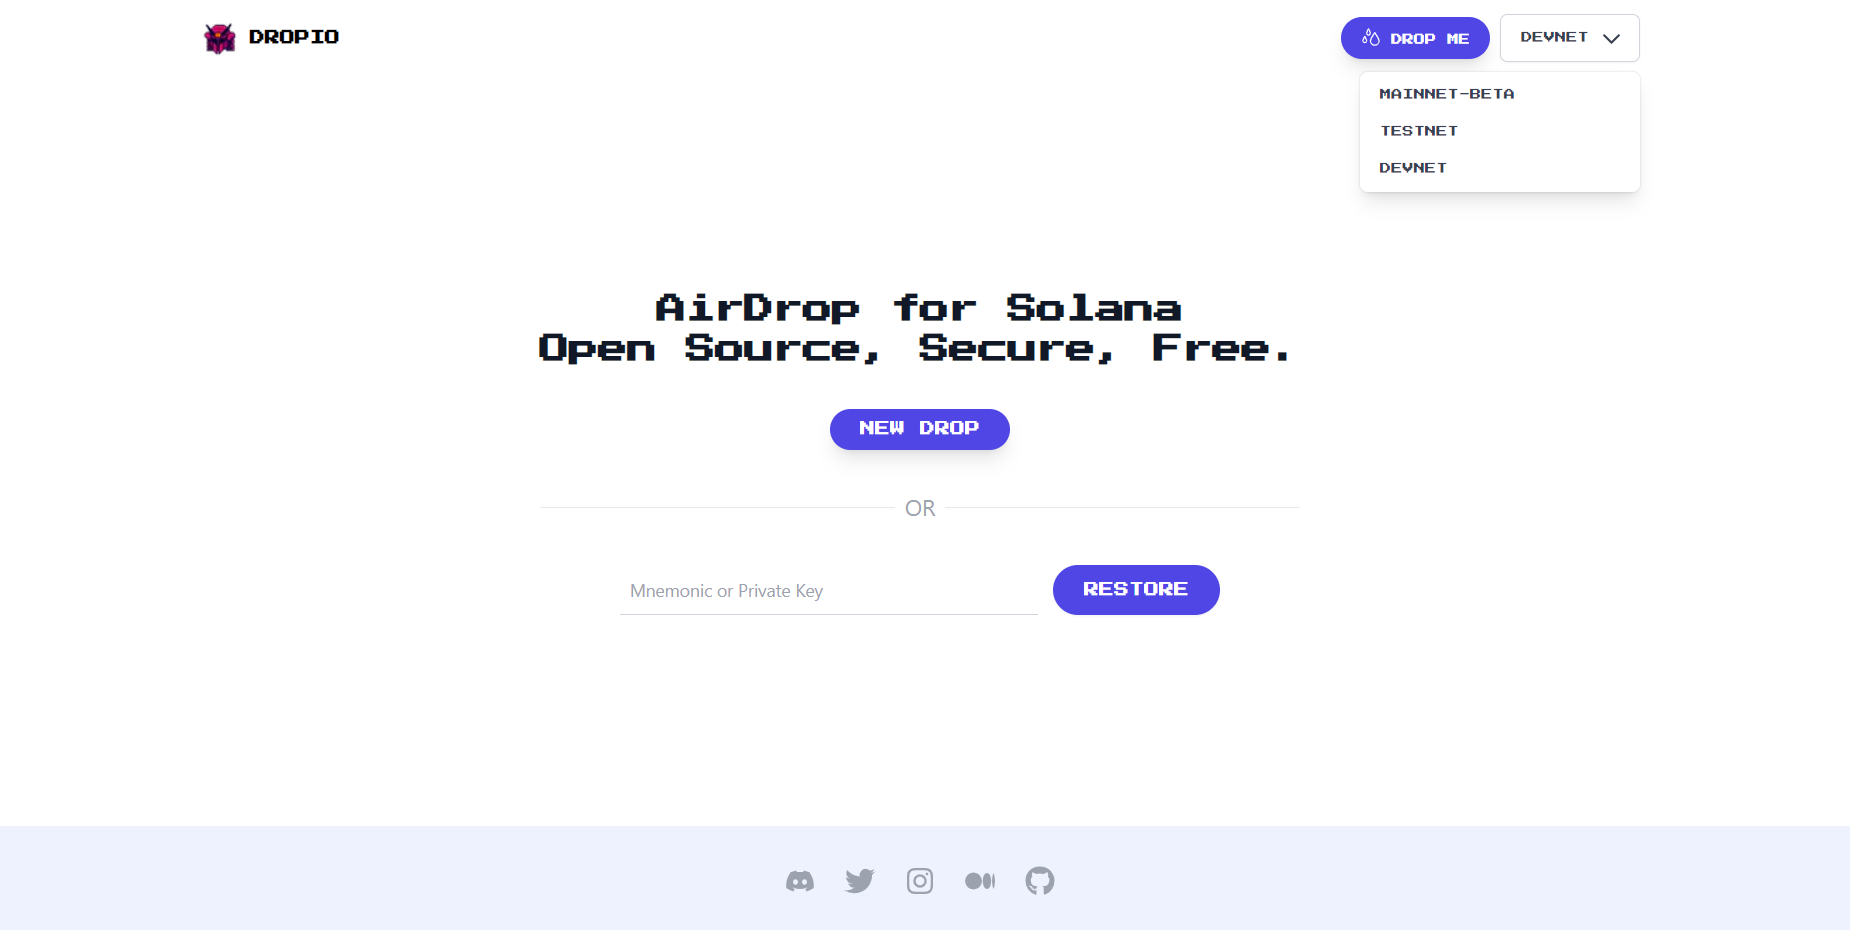 DROPIO
DROP ME
DEVNET
MAINNET-BETA
TESTNET
DEVNET
AirDrop for Solana
Open Source, Secure, Free.
NEW DROP
OR
Mnemonic or Private Key
RESTORE